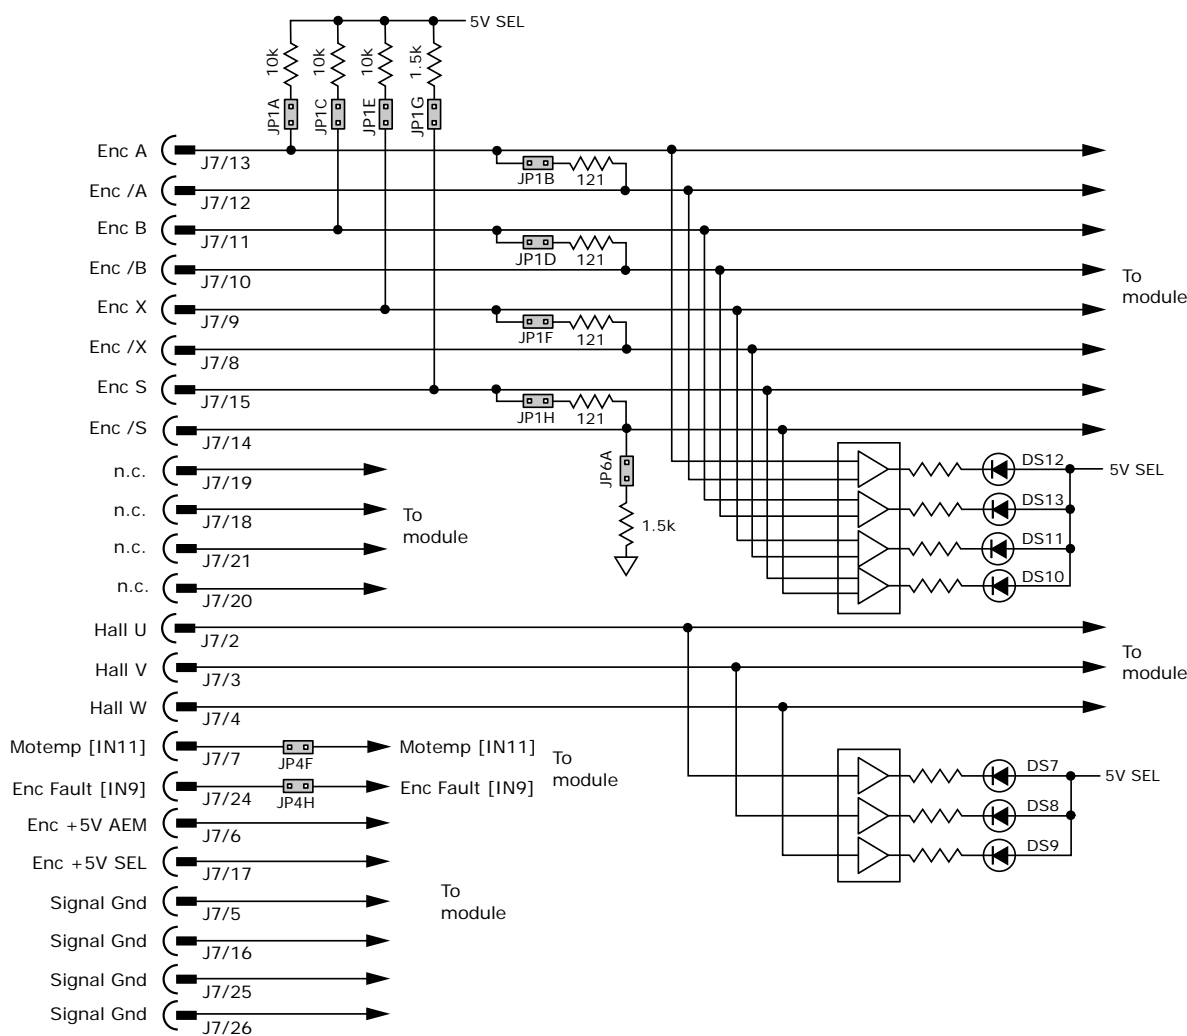 5V SEL
10k
10k
10k
1.5k
JP1A
JP1C
JP1E
JP1G
Enc A
J7/13
JP1B
121
Enc /A
J7/12
Enc B
J7/11
JP1D
121
Enc /B
J7/10
To
module
Enc X
J7/9
JP1F
121
Enc /X
J7/8
Enc S
J7/15
JP1H
121
Enc /S
J7/14
JP6A
1.5k
DS12
5V SEL
DS13
DS11
DS10
n.c.
J7/19
n.c.
J7/18
To
module
n.c.
J7/21
n.c.
J7/20
Hall U
J7/2
Hall V
J7/3
To
module
Hall W
J7/4
Motemp [IN11]
J7/7
JP4F
Motemp [IN11]
To
module
Enc Fault [IN9]
J7/24
JP4H
Enc Fault [IN9]
DS7
5V SEL
DS8
DS9
Enc +5V AEM
J7/6
Enc +5V SEL
J7/17
To
module
Signal Gnd
J7/5
Signal Gnd
J7/16
Signal Gnd
J7/25
Signal Gnd
J7/26